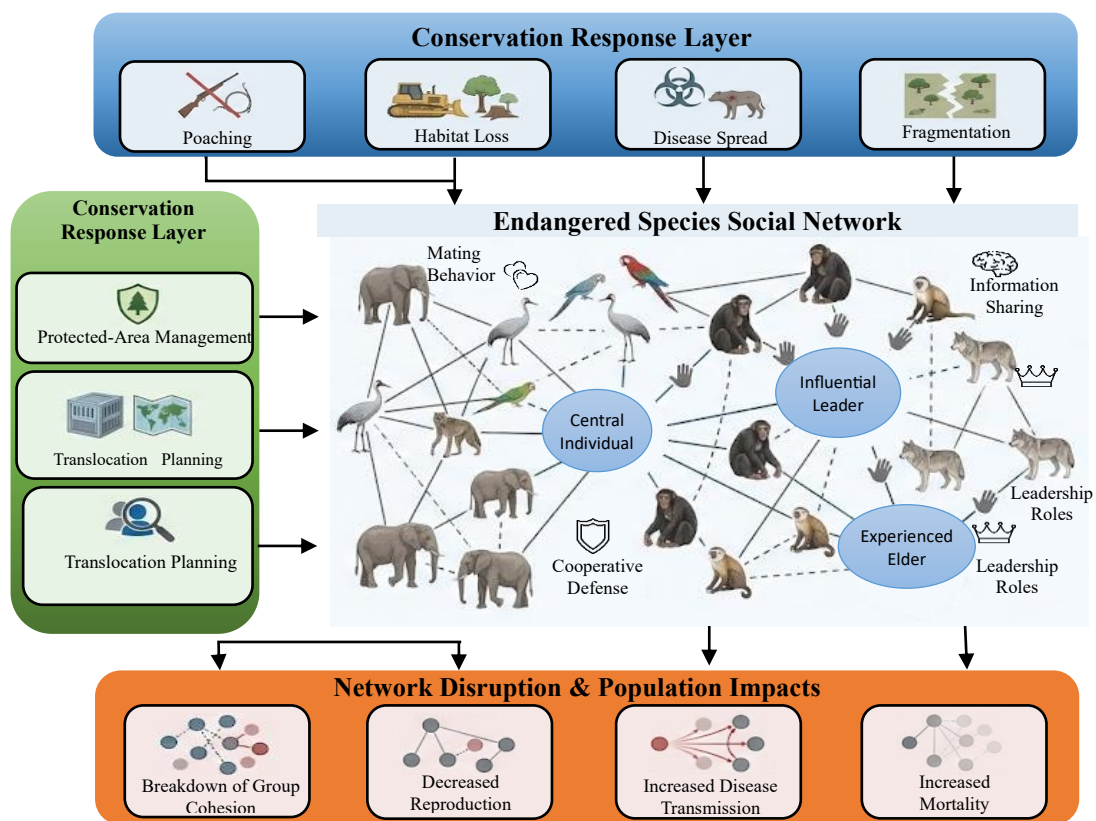 Conservation Response Layer
Poaching
Habitat Loss
Disease Spread
Fragmentation
Conservation
Response Layer
Protected-Area Management
Translocation Planning
Translocation Planning
Endangered Species Social Network
Mating
Behavior
Information
Sharing
Central
Individual
Influential
Leader
Leadership
Roles
Experienced
Elder
Leadership
Roles
Cooperative
Defense
Network Disruption & Population Impacts
Breakdown of Group
Cohesion
Decreased
Reproduction
Increased Disease
Transmission
Increased
Mortality